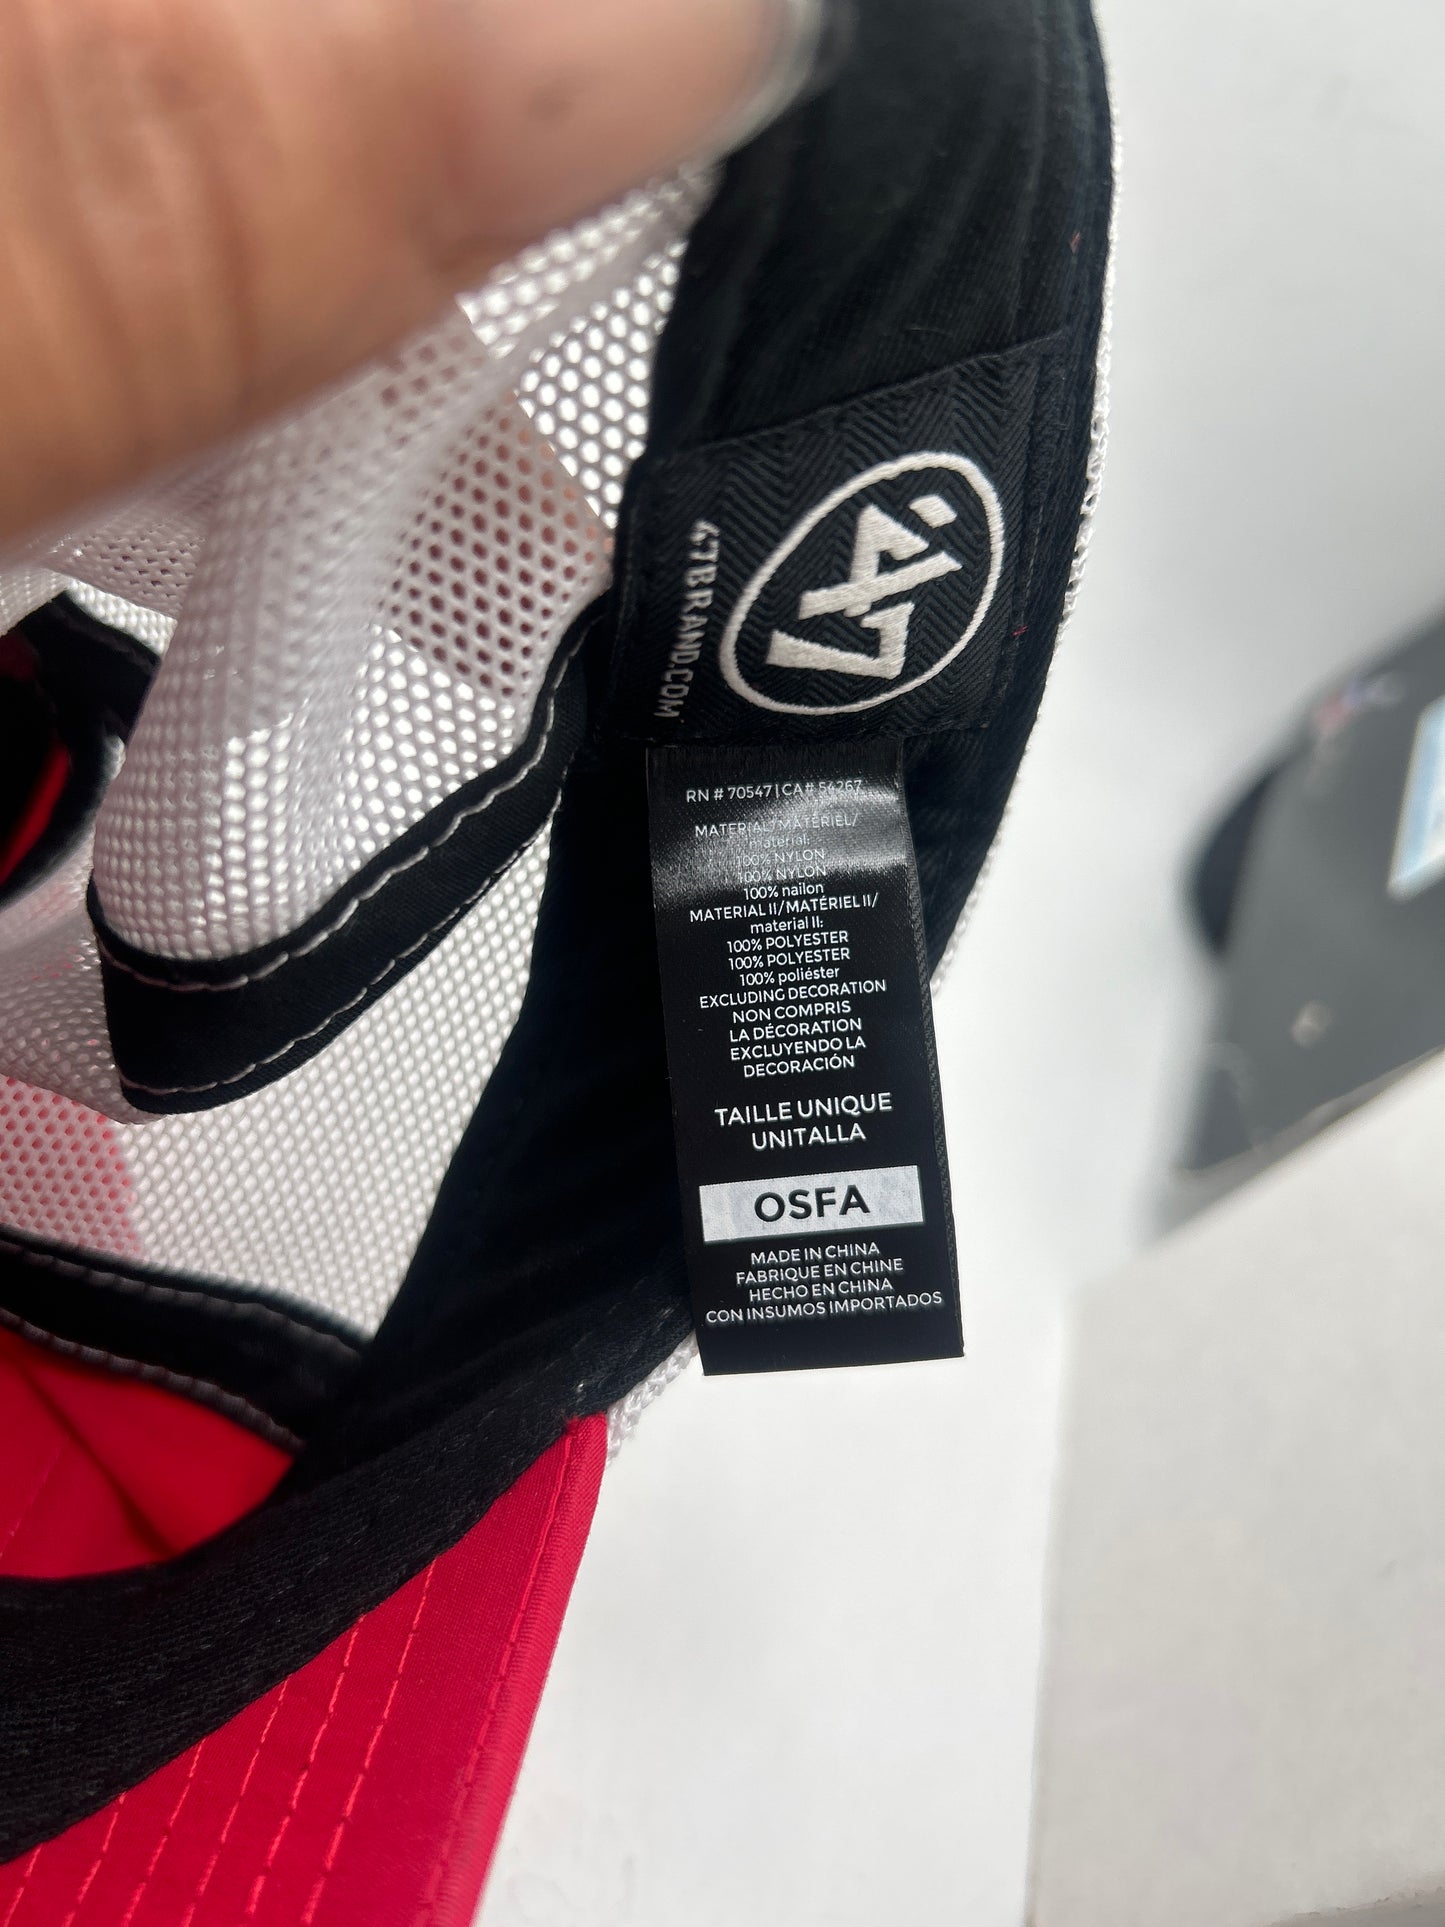 '47
47BRAND.COM
RN # 70547 | CA# 54267
MATERIAL/MATÉRIEL/
material:
100% NYLON
100% NYLON
100% nailon
MATERIAL II/MATÉRIEL II/
material II:
100% POLYESTER
100% POLYESTER
100% poliéster
EXCLUDING DECORATION
NON COMPRIS
LA DÉCORATION
EXCLUYENDO LA
DECORACIÓN
TAILLE UNIQUE
UNITALLA
OSFA
MADE IN CHINA
FABRIQUE EN CHINE
HECHO EN CHINA
CON INSUMOS IMPORTADOS